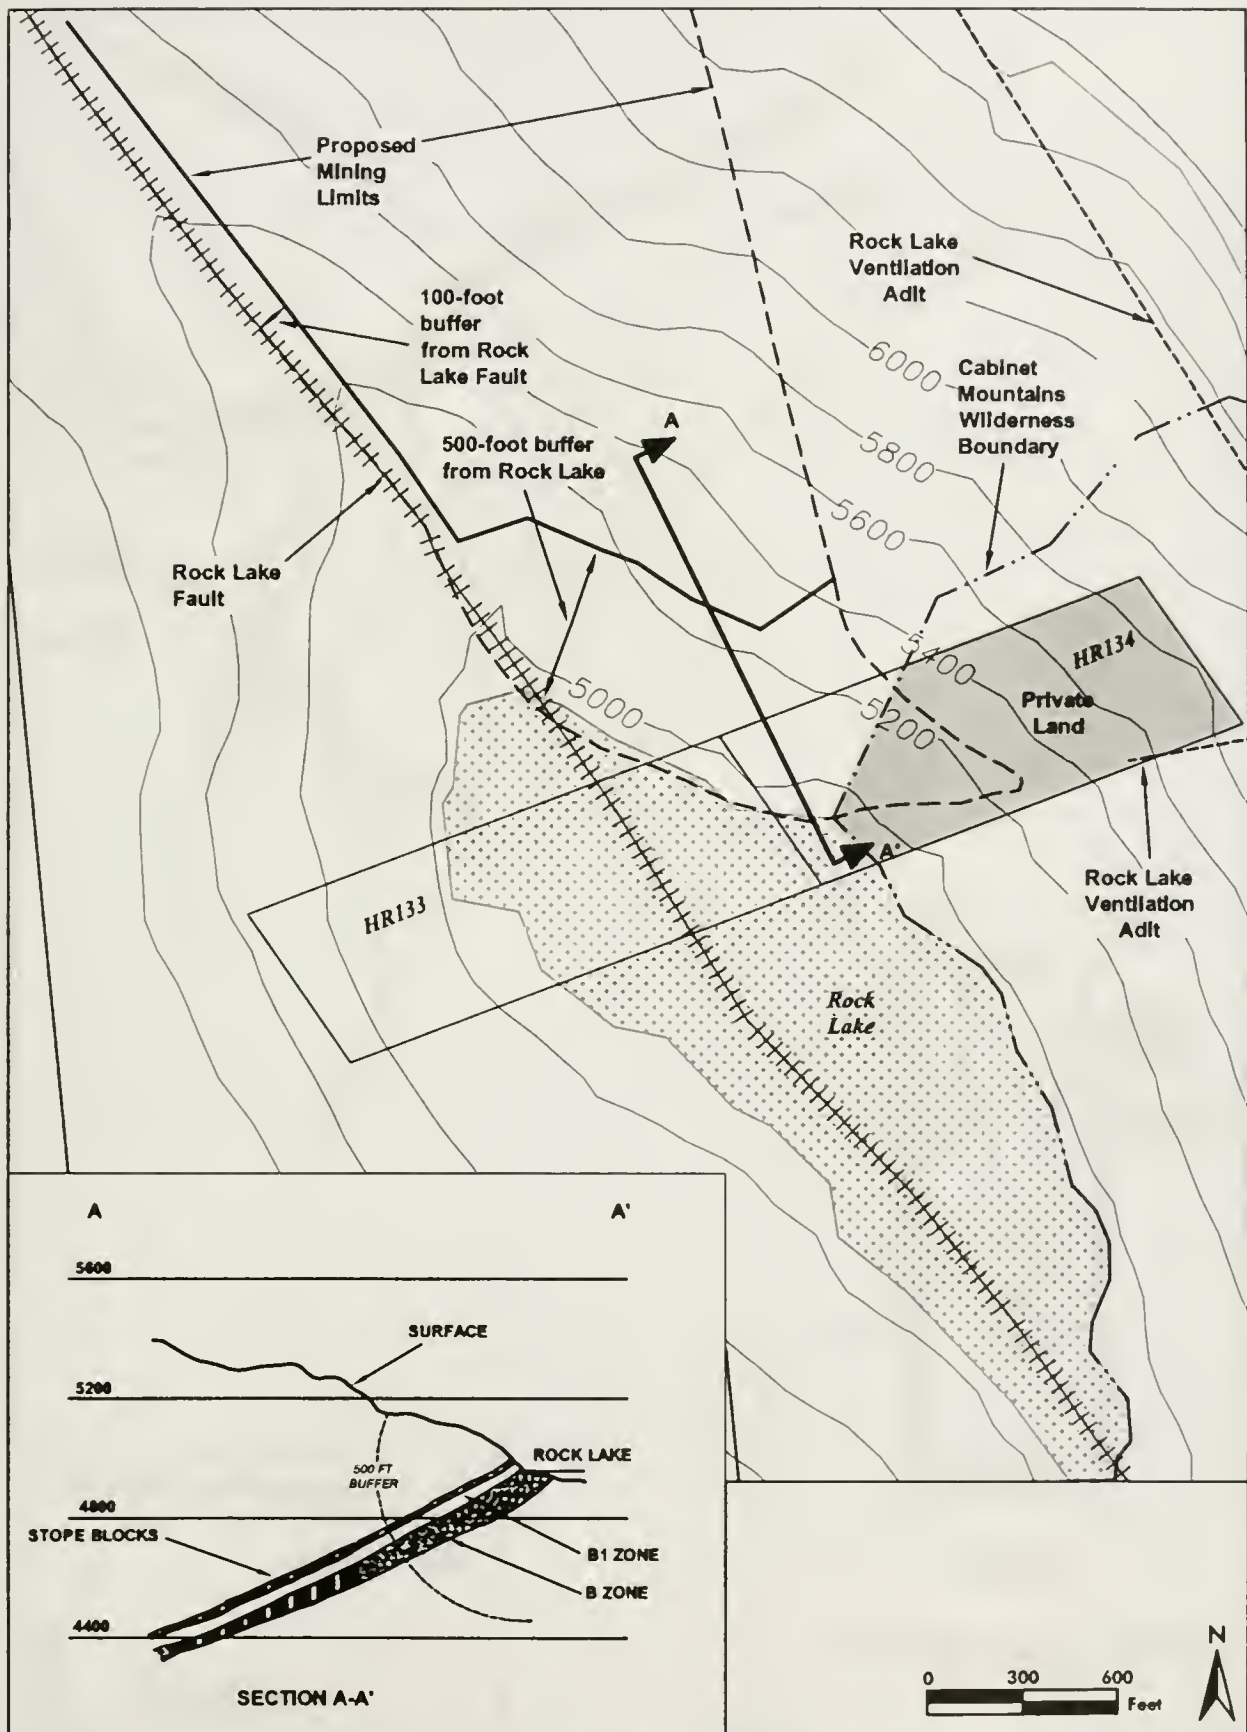 Proposed
Mining
Limits
Rock Lake
Ventilation
Adit
100-foot
buffer
from Rock
Lake Fault
6000
Cabinet
Mountains
Wilderness
Boundary
A
500-foot buffer
from Rock Lake
5800
5600
Rock Lake
Fault
5400
HR134
Private
Land
5000
5200
A'
Rock Lake
Ventilation
Adit
HR133
Rock
Lake
A
A'
5600
SURFACE
5200
ROCK LAKE
500 FT
BUFFER
4800
STOPE BLOCKS
B1 ZONE
B ZONE
4400
SECTION A-A'
N
0 300 600
Feet